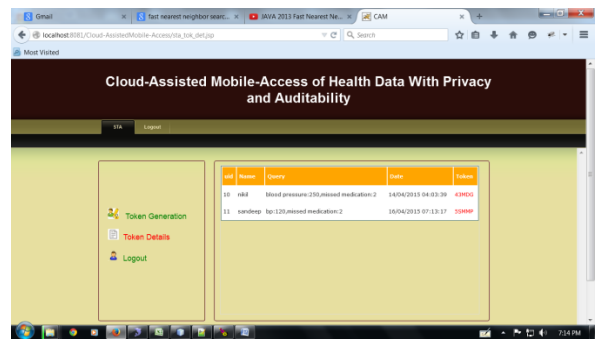 Gmail
fast nearest neighbor searc...
JAVA 2013 Fast Nearest Ne...
CAM
localhost:8081/Cloud-AssistedMobile-Access/sta_tok_det.jsp
Search
Most Visited
Cloud-Assisted Mobile-Access of Health Data With Privacy
and Auditability
STA Logout
uid Name Query Date Token
10 nikil blood pressure:250,missed medication:2 14/04/2015 04:03:39
11 sandeep bp:120,missed medication:2 16/04/2015 07:13:17
Token Generation
Token Details
Logout
7:14 PM